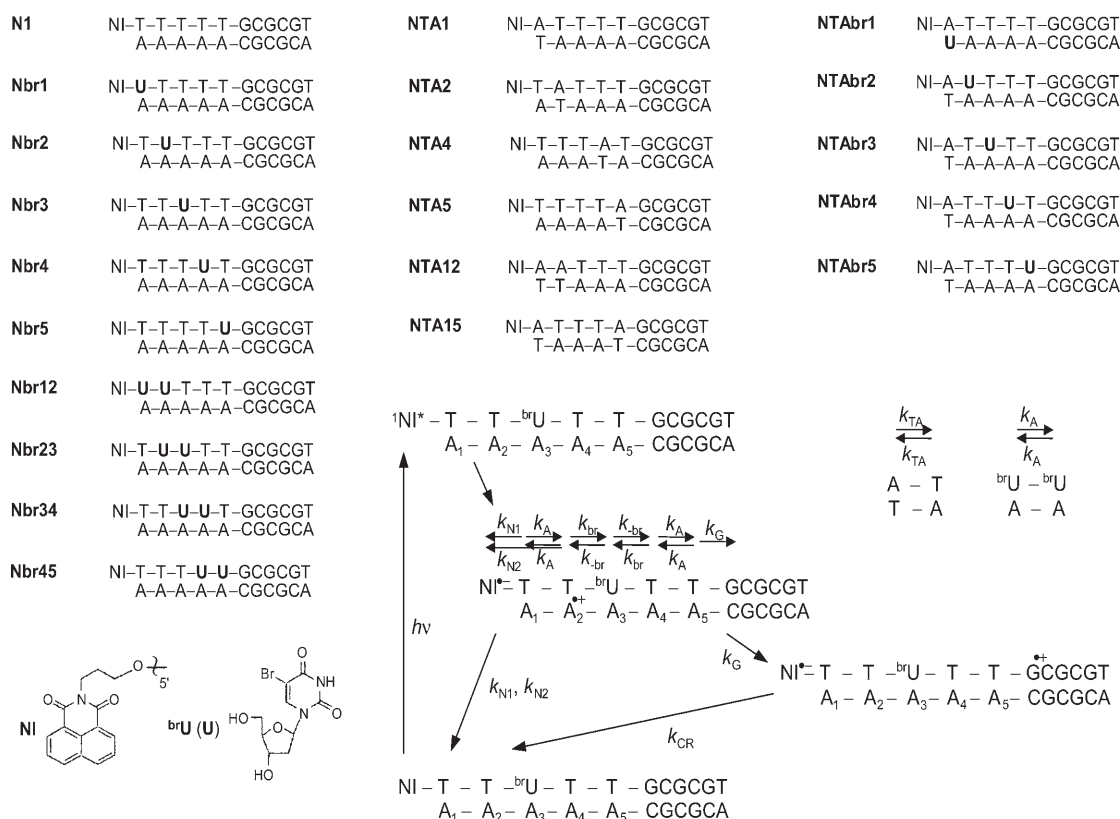 N1
NI–T–T–T–T–T–GCGCGT
A–A–A–A–A–CGCGCA
Nbr1
NI–U–T–T–T–T–GCGCGT
A–A–A–A–A–CGCGCA
Nbr2
NI–T–U–T–T–T–GCGCGT
A–A–A–A–A–CGCGCA
Nbr3
NI–T–T–U–T–T–GCGCGT
A–A–A–A–A–CGCGCA
Nbr4
NI–T–T–T–U–T–GCGCGT
A–A–A–A–A–CGCGCA
Nbr5
NI–T–T–T–T–U–GCGCGT
A–A–A–A–A–CGCGCA
Nbr12
NI–U–U–T–T–T–GCGCGT
A–A–A–A–A–CGCGCA
Nbr23
NI–T–U–U–T–T–GCGCGT
A–A–A–A–A–CGCGCA
Nbr34
NI–T–T–U–U–T–GCGCGT
A–A–A–A–A–CGCGCA
Nbr45
NI–T–T–T–U–U–GCGCGT
A–A–A–A–A–CGCGCA
NTA1
NI–A–T–T–T–T–GCGCGT
T–A–A–A–A–CGCGCA
NTA2
NI–T–A–T–T–T–GCGCGT
A–T–A–A–A–CGCGCA
NTA4
NI–T–T–T–A–T–GCGCGT
A–A–A–T–A–CGCGCA
NTA5
NI–T–T–T–T–A–GCGCGT
A–A–A–A–T–CGCGCA
NTA12
NI–A–A–T–T–T–GCGCGT
T–T–A–A–A–CGCGCA
NTA15
NI–A–T–T–T–A–GCGCGT
T–A–A–A–T–CGCGCA
NTAbr1
NI–A–T–T–T–T–GCGCGT
U–A–A–A–A–CGCGCA
NTAbr2
NI–A–U–T–T–T–GCGCGT
T–A–A–A–A–CGCGCA
NTAbr3
NI–A–T–U–T–T–GCGCGT
T–A–A–A–A–CGCGCA
NTAbr4
NI–A–T–T–U–T–GCGCGT
T–A–A–A–A–CGCGCA
NTAbr5
NI–A–T–T–T–U–GCGCGT
T–A–A–A–A–CGCGCA
¹NI* – T – T – brU – T – T – GCGCGT
A1 – A2 – A3 – A4 – A5 – CGCGCA
kTA
kTA
A – T
T – A
kA
kA
brU – brU
A – A
kN1 kA kbr k-br kA kG
kN2 kA k-br kbr kA
NI•– – T – T – brU – T – T – GCGCGT
A1 – A2•+ – A3 – A4 – A5 – CGCGCA
hν
kN1, kN2
kG
NI•– – T – T – brU – T – T – G•+CGCGT
A1 – A2 – A3 – A4 – A5 – CGCGCA
kCR
NI – T – T – brU – T – T – GCGCGT
A1 – A2 – A3 – A4 – A5 – CGCGCA
NI
O
5'
O N O
brU (U)
Br
O
NH
N
O
HO
O
HO